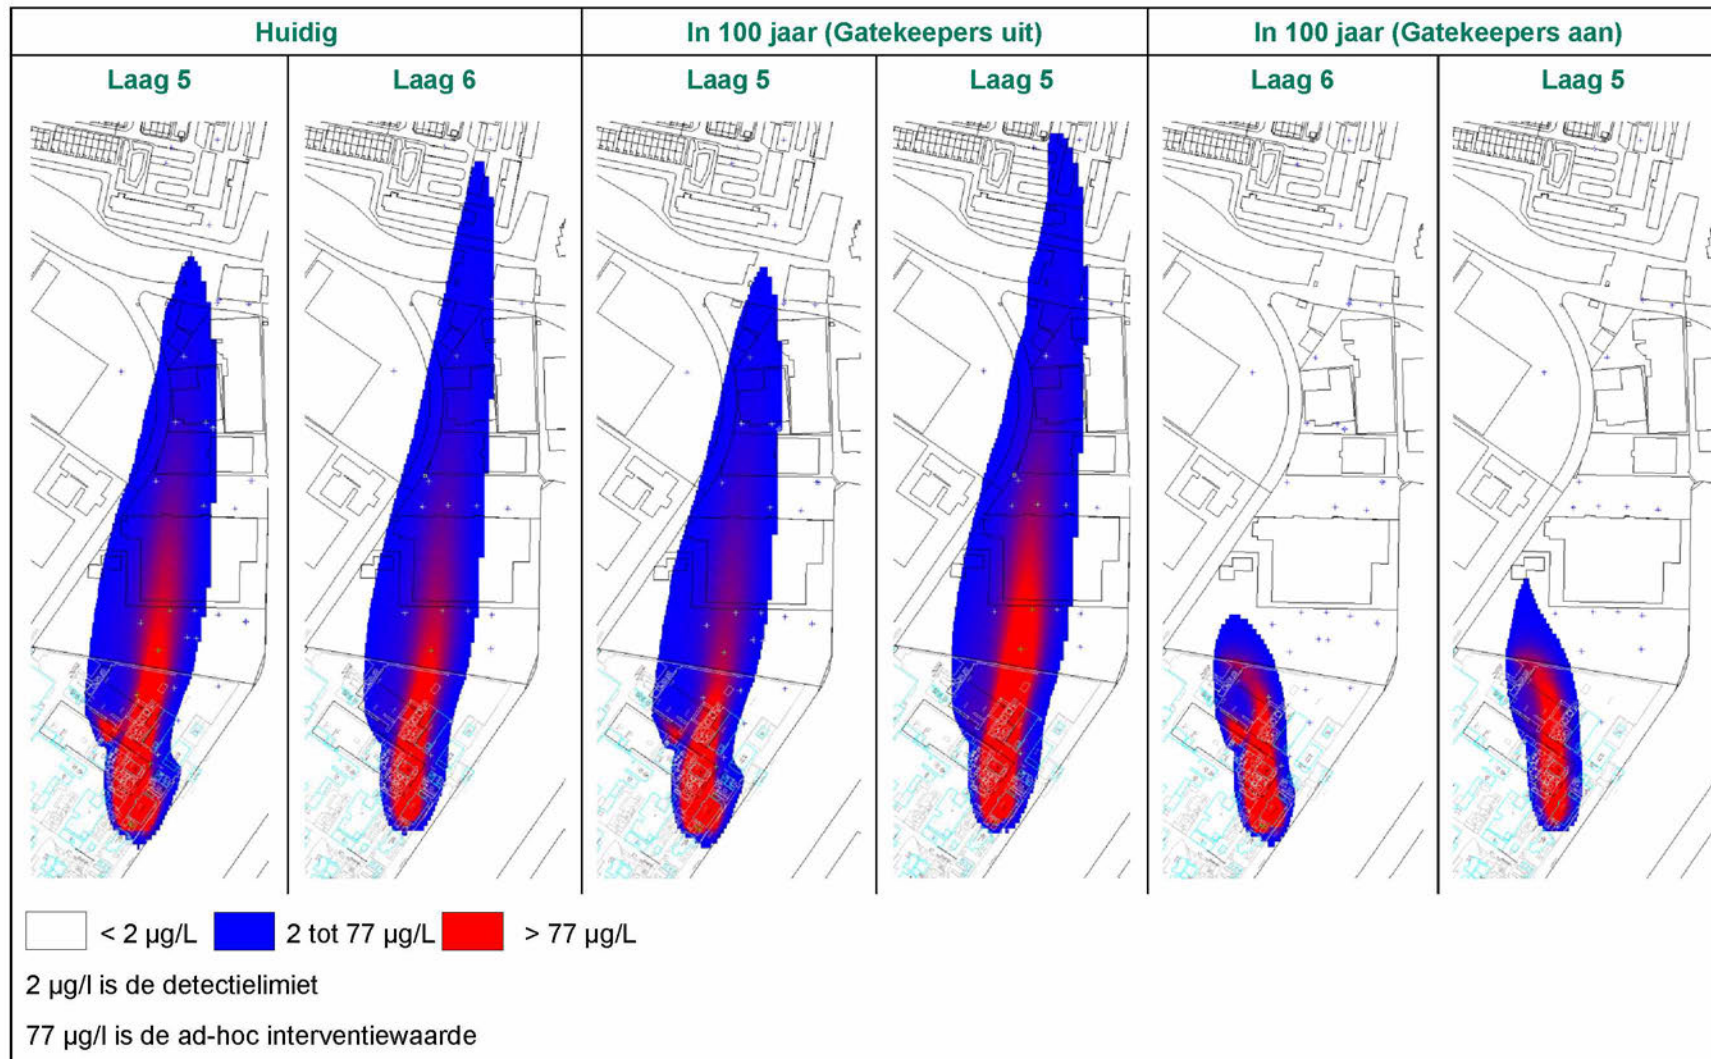 Huidig
In 100 jaar (Gatekeepers uit)
In 100 jaar (Gatekeepers aan)
Laag 5
Laag 6
Laag 5
Laag 5
Laag 6
Laag 5
< 2 µg/L
2 tot 77 µg/L
> 77 µg/L
2 µg/l is de detectielimiet
77 µg/l is de ad-hoc interventiewaarde